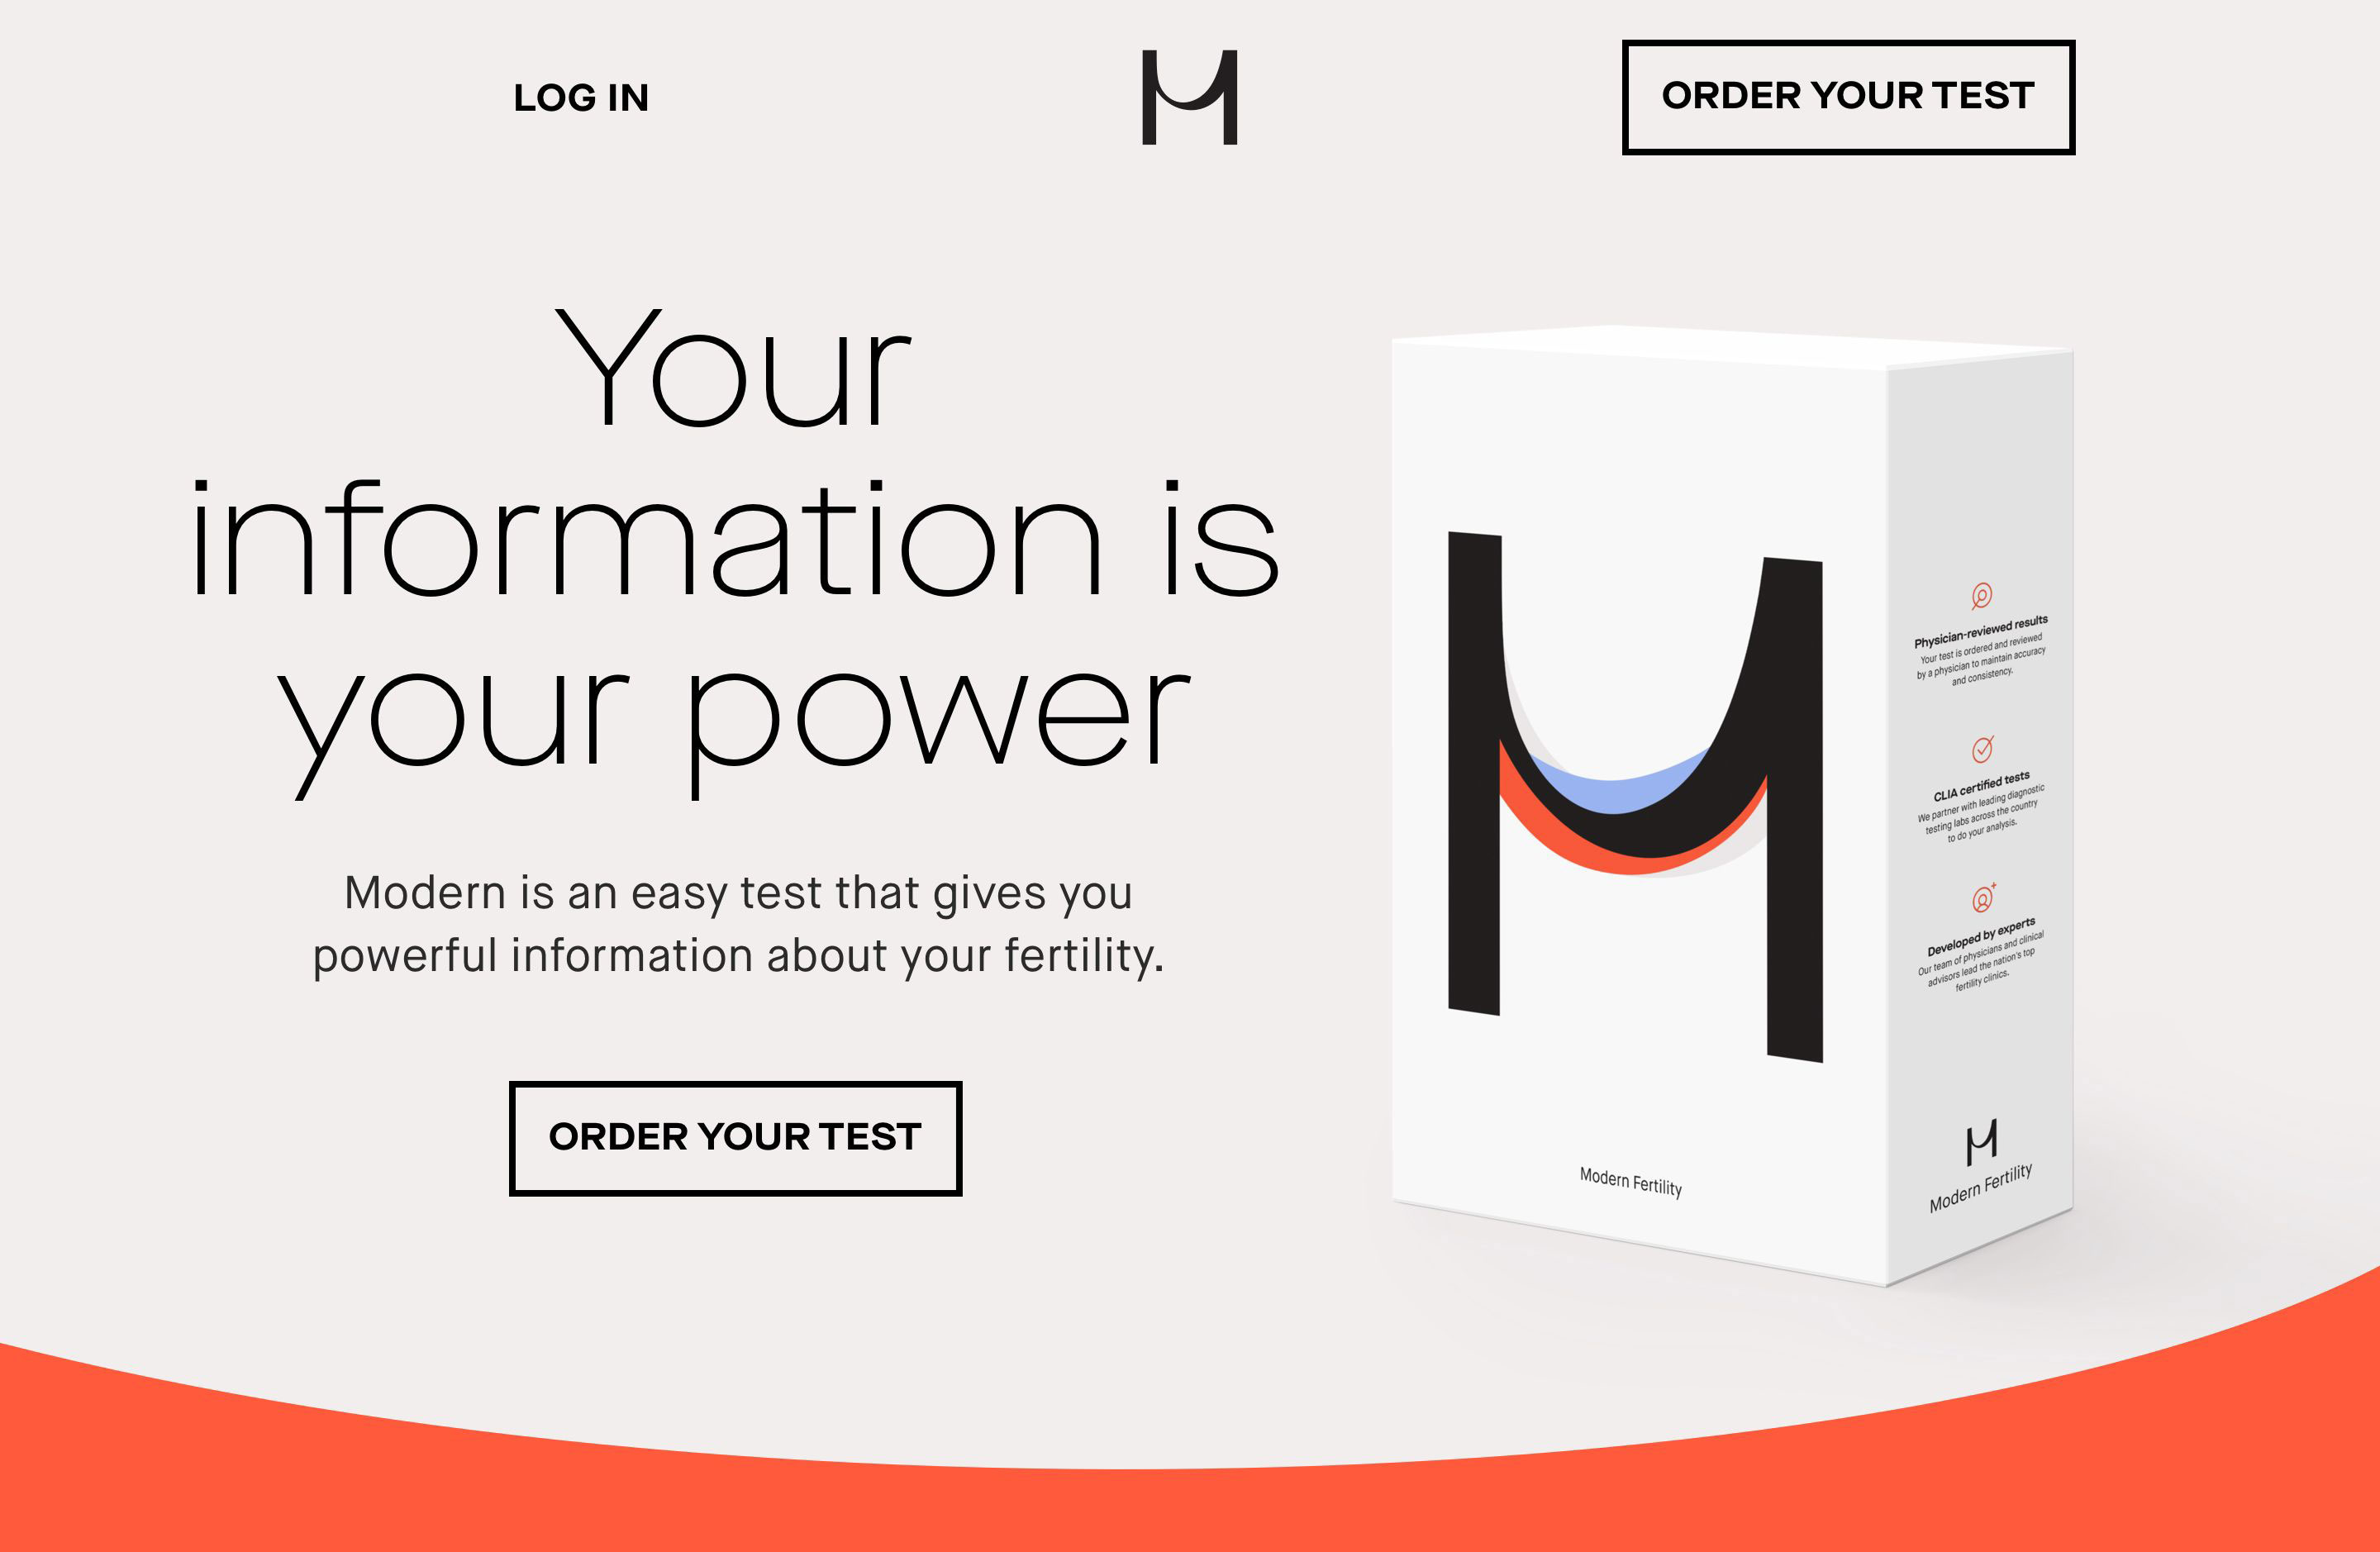 LOG IN
M
ORDER YOUR TEST
Your
information is
your power
Modern is an easy test that gives you
powerful information about your fertility.
ORDER YOUR TEST
M
Modern Fertility
Physician-reviewed results
Your test is ordered and reviewed
by a physician to maintain accuracy
and consistency.
CLIA certified tests
We partner with leading diagnostic
testing labs across the country
to do your analysis.
Developed by experts
Our team of physicians and clinical
advisors lead the nation's top
fertility clinics.
M
Modern Fertility